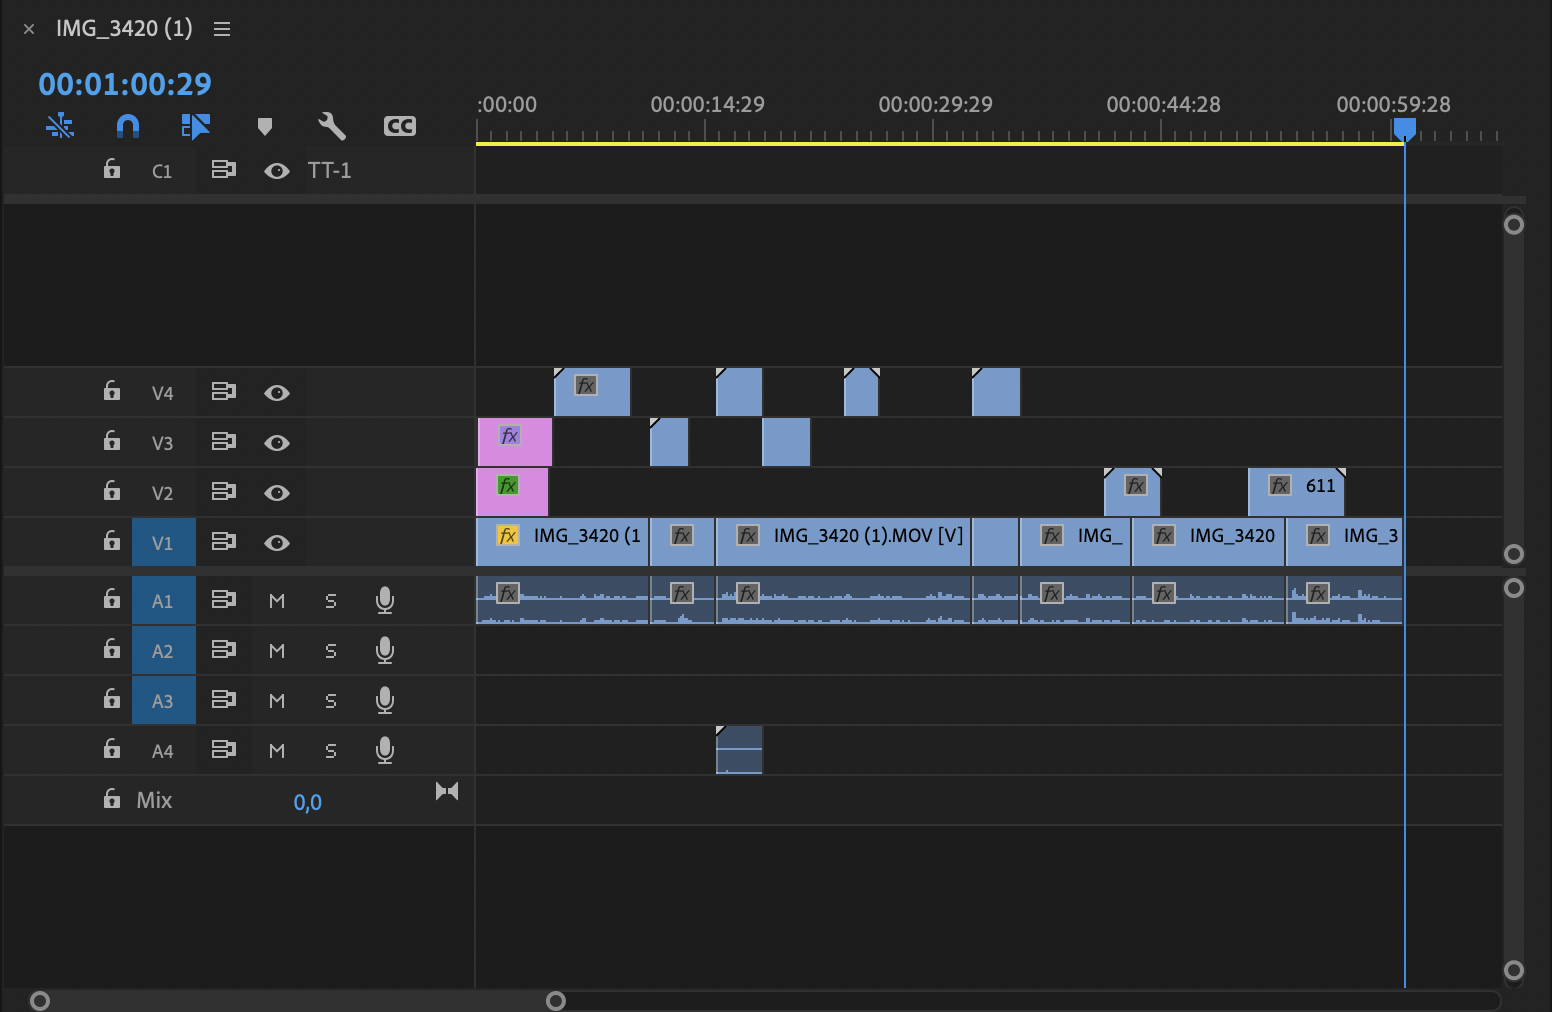 × IMG_3420 (1)
00:01:00:29
:00:00 00:00:14:29 00:00:29:29 00:00:44:28 00:00:59:28
CC
C1 TT-1
V4 fx
V3 fx
V2 fx fx fx 611
V1 fx IMG_3420 (1 fx fx IMG_3420 (1).MOV [V] fx IMG_ fx IMG_3420 fx IMG_3
A1 M S fx fx fx fx fx fx
A2 M S
A3 M S
A4 M S
Mix 0,0